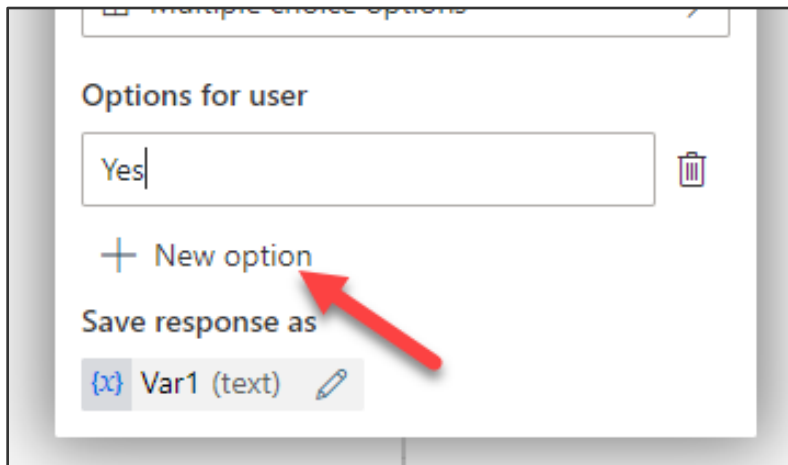 Multiple choice options
Options for user
Yes
New option
Save response as
{x} Var1 (text)